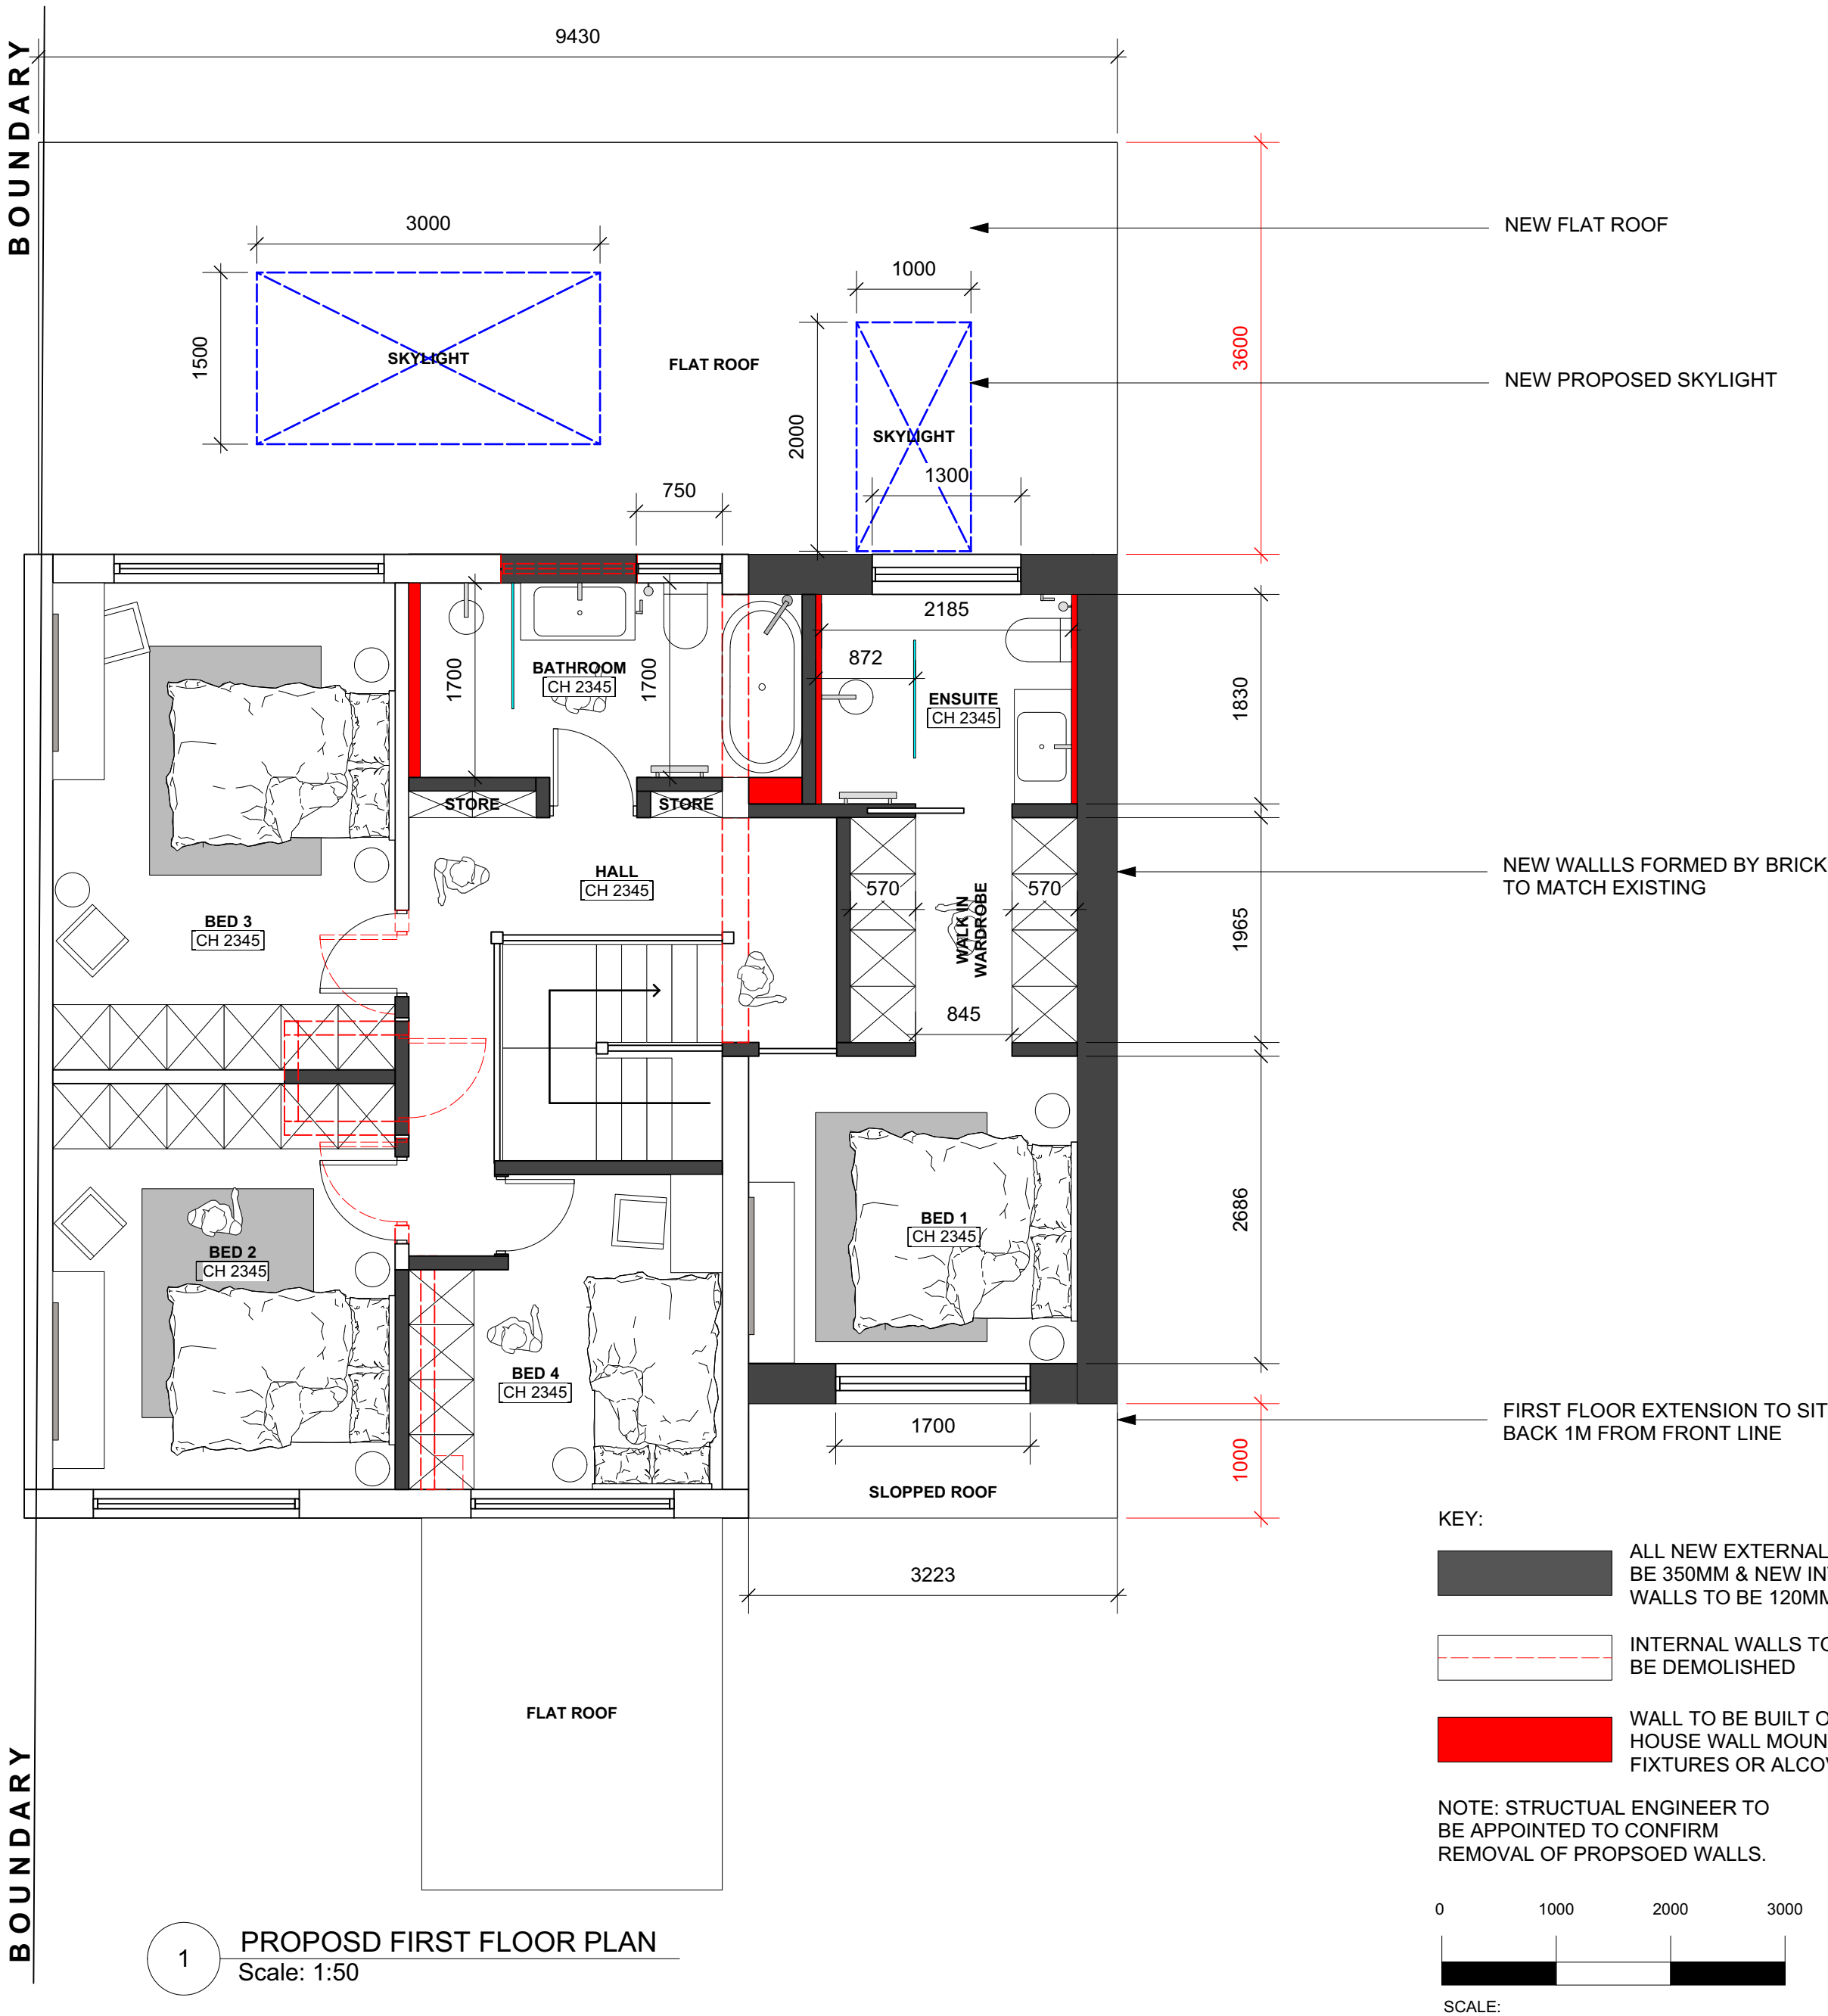 BOUNDARY
9430
3000
1500
SKYLIGHT
FLAT ROOF
1000
2000
SKYLIGHT
1300
750
3600
NEW FLAT ROOF
NEW PROPOSED SKYLIGHT
2185
872
1700
BATHROOM
CH 2345
1700
ENSUITE
CH 2345
1830
STORE
STORE
HALL
CH 2345
570
WALK IN
WARDROBE
570
1965
NEW WALLLS FORMED BY BRICK
TO MATCH EXISTING
BED 3
CH 2345
845
BED 1
CH 2345
2686
BED 2
CH 2345
BED 4
CH 2345
1700
1000
FIRST FLOOR EXTENSION TO SIT
BACK 1M FROM FRONT LINE
SLOPPED ROOF
3223
FLAT ROOF
KEY:
ALL NEW EXTERNAL
BE 350MM & NEW IN
WALLS TO BE 120MM
INTERNAL WALLS TO
BE DEMOLISHED
WALL TO BE BUILT O
HOUSE WALL MOUN
FIXTURES OR ALCOV
NOTE: STRUCTUAL ENGINEER TO
BE APPOINTED TO CONFIRM
REMOVAL OF PROPSOED WALLS.
BOUNDARY
1
PROPOSD FIRST FLOOR PLAN
Scale: 1:50
0 1000 2000 3000
SCALE: